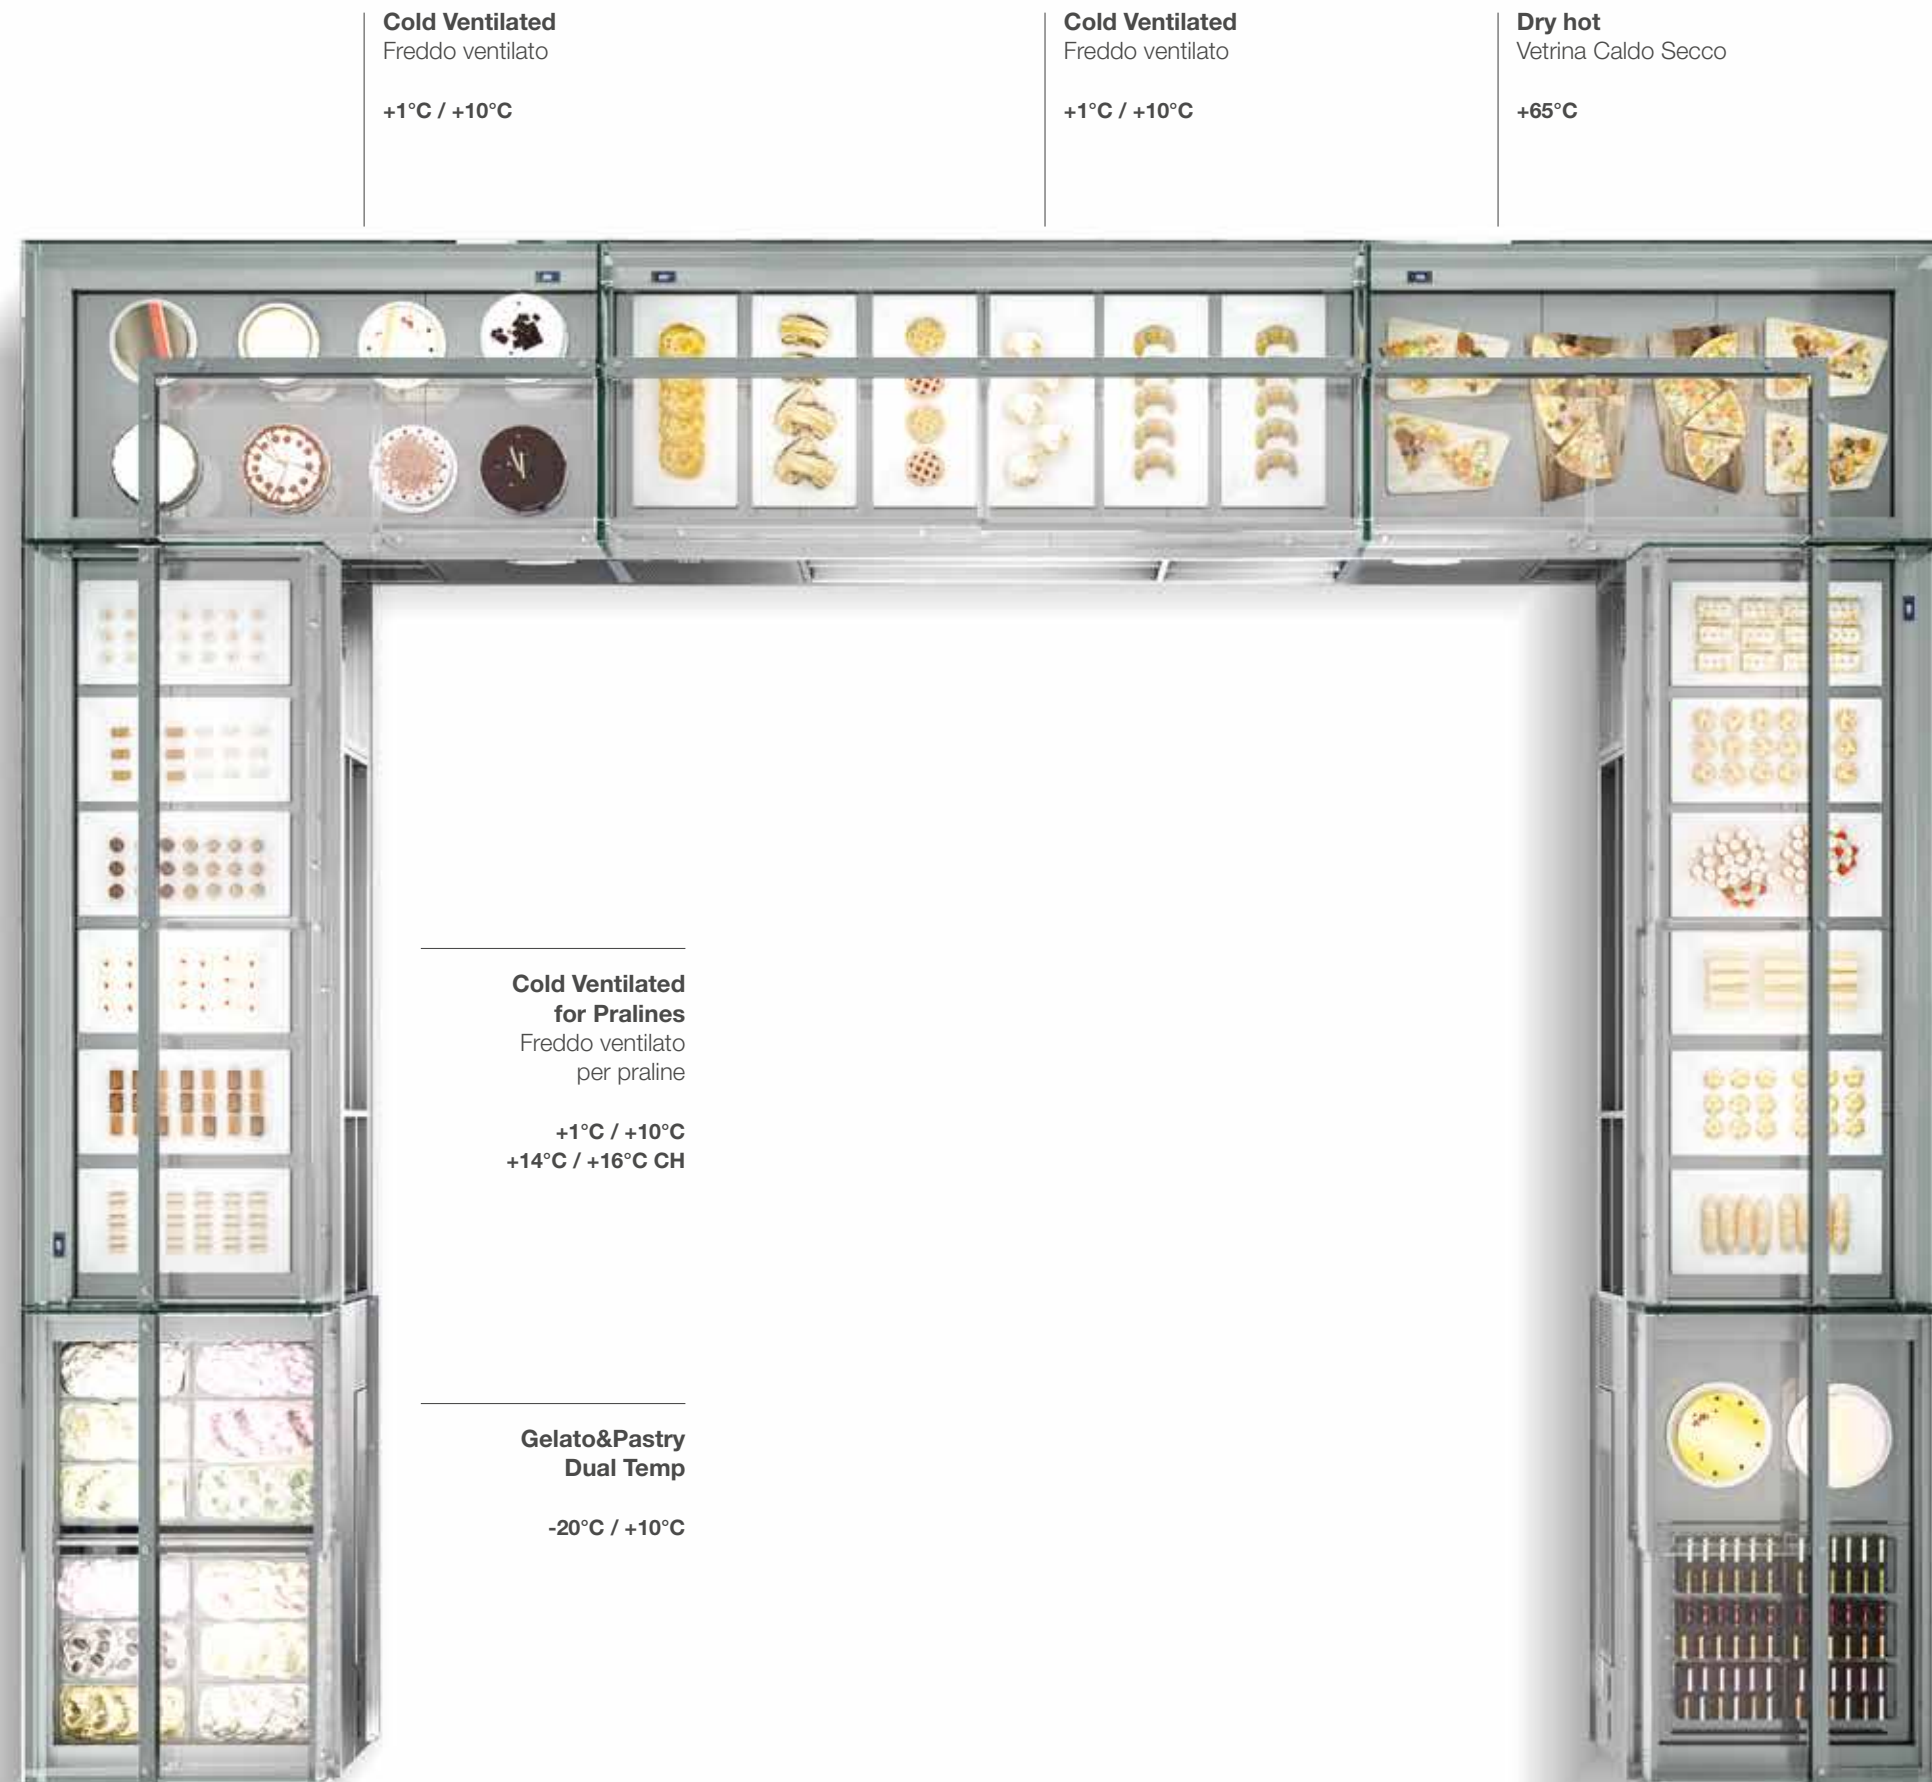 Cold Ventilated
Freddo ventilato
+1°C / +10°C
Cold Ventilated
Freddo ventilato
+1°C / +10°C
Dry hot
Vetrina Caldo Secco
+65°C
Cold Ventilated
for Pralines
Freddo ventilato
per praline
+1°C / +10°C
+14°C / +16°C CH
Gelato&Pastry
Dual Temp
-20°C / +10°C